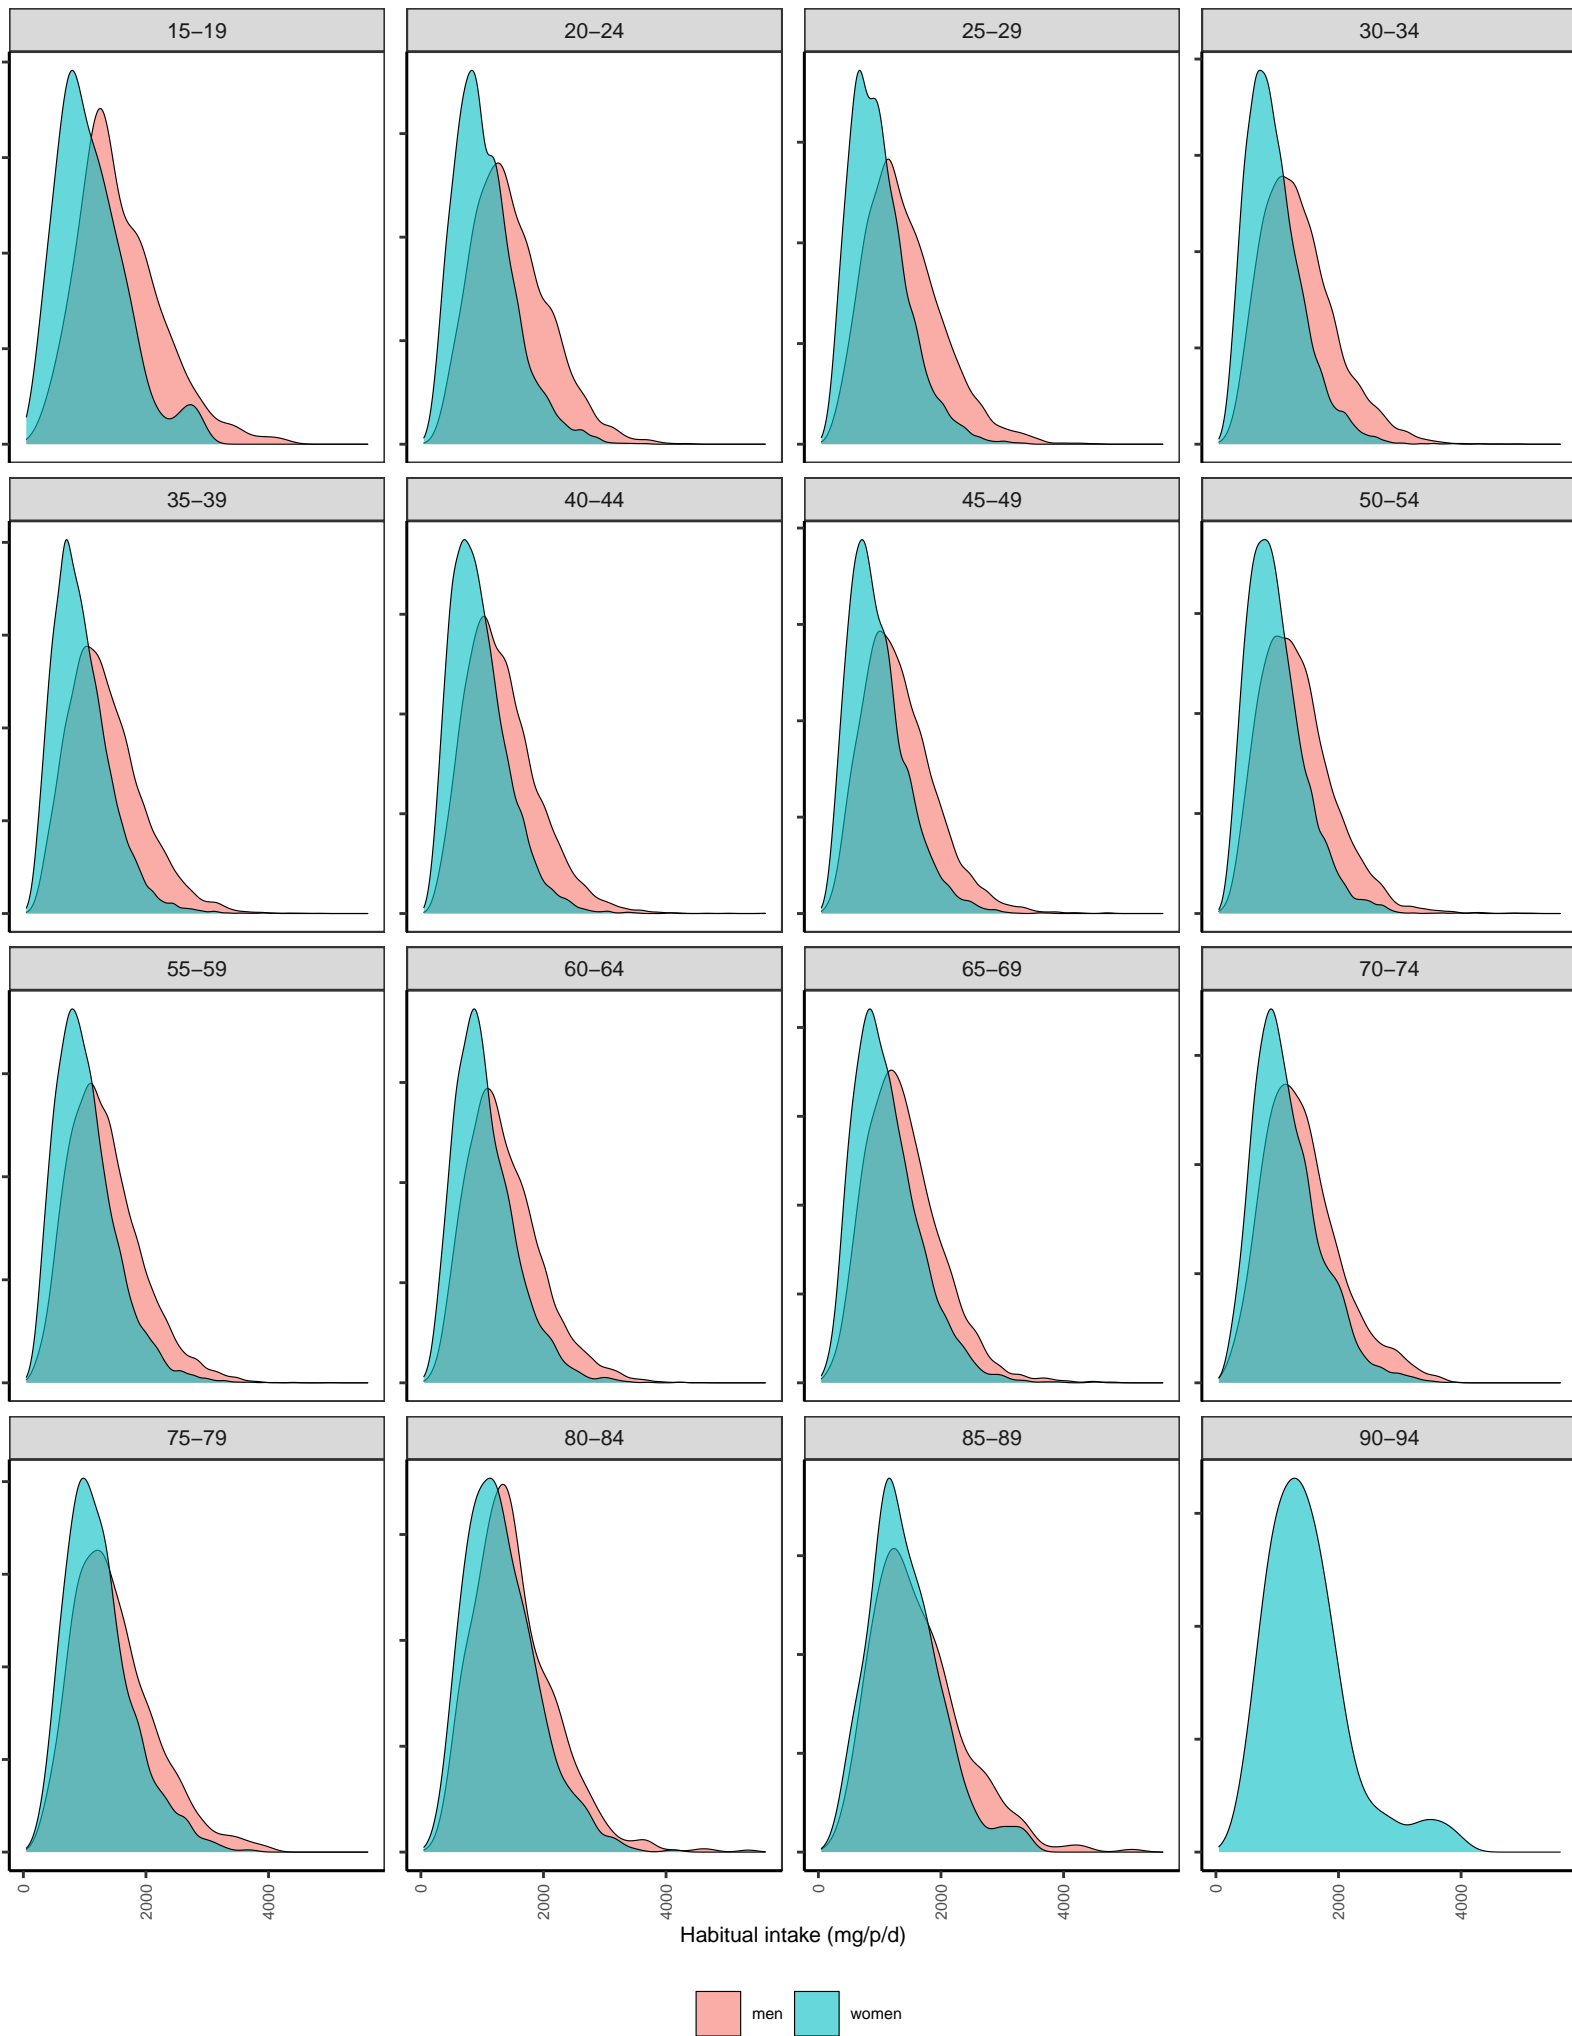 15–19 20–24 25–29 30–34
35–39 40–44 45–49 50–54
55–59 60–64 65–69 70–74
75–79 80–84 85–89 90–94
0 2000 4000 0 2000 4000 0 2000 4000 0 2000 4000
Habitual intake (mg/p/d)
men women